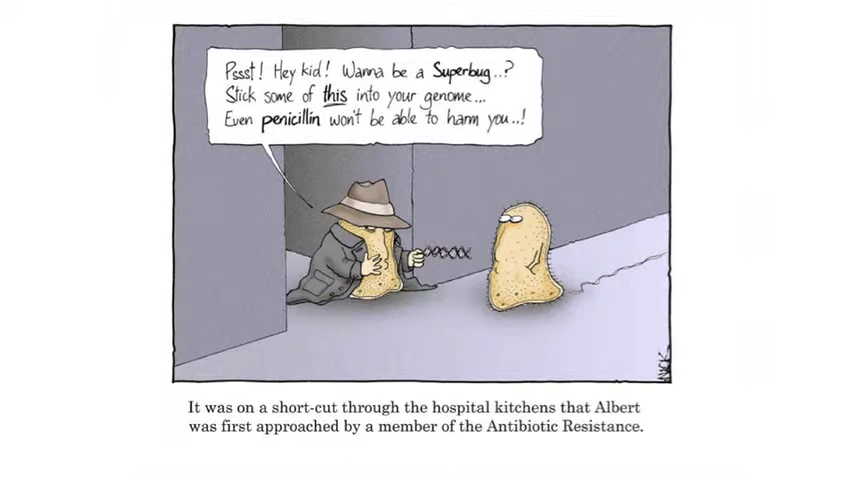 Pssst! Hey kid! Wanna be a Superbug..?
Stick some of this into your genome...
Even penicillin won't be able to harm you..!
NICK
It was on a short-cut through the hospital kitchens that Albert
was first approached by a member of the Antibiotic Resistance.